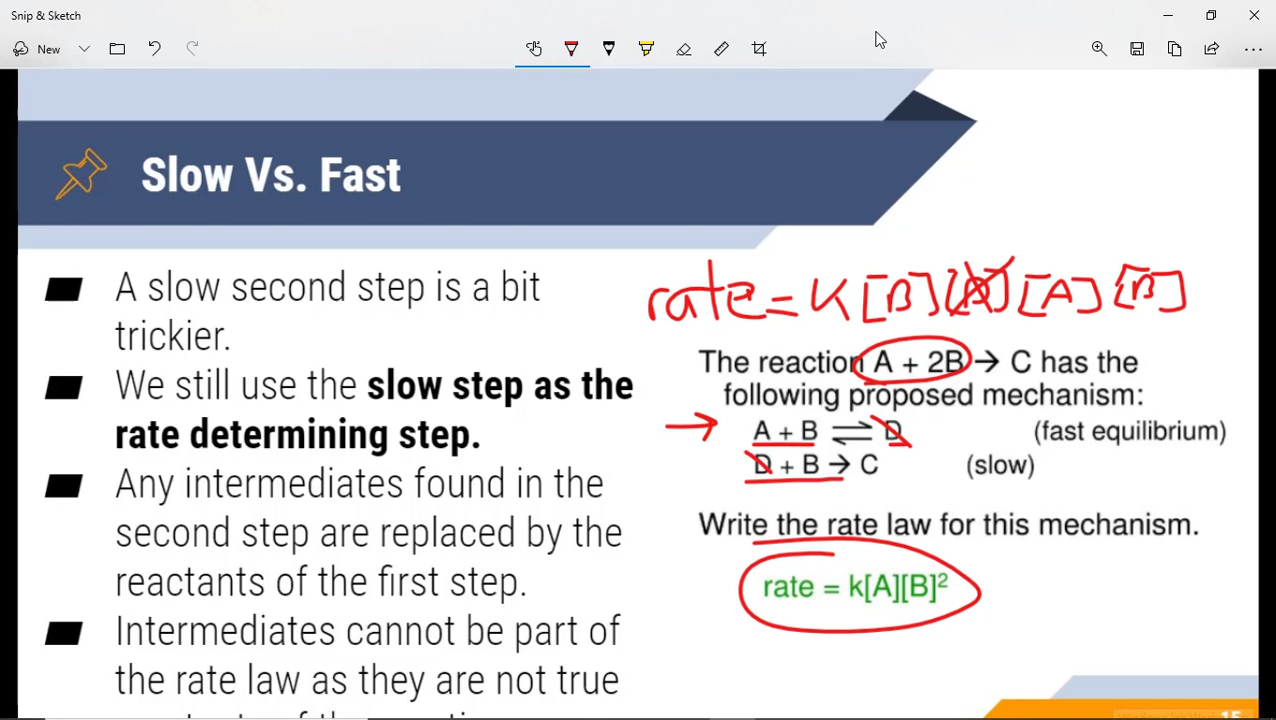 Snip & Sketch
New
Slow Vs. Fast
A slow second step is a bit
trickier.
We still use the slow step as the
rate determining step.
Any intermediates found in the
second step are replaced by the
reactants of the first step.
Intermediates cannot be part of
the rate law as they are not true
rate = K[B][D][A][B]
The reaction A + 2B → C has the
following proposed mechanism:
A + B ⇌ D (fast equilibrium)
D + B → C (slow)
Write the rate law for this mechanism.
rate = k[A][B]²
15